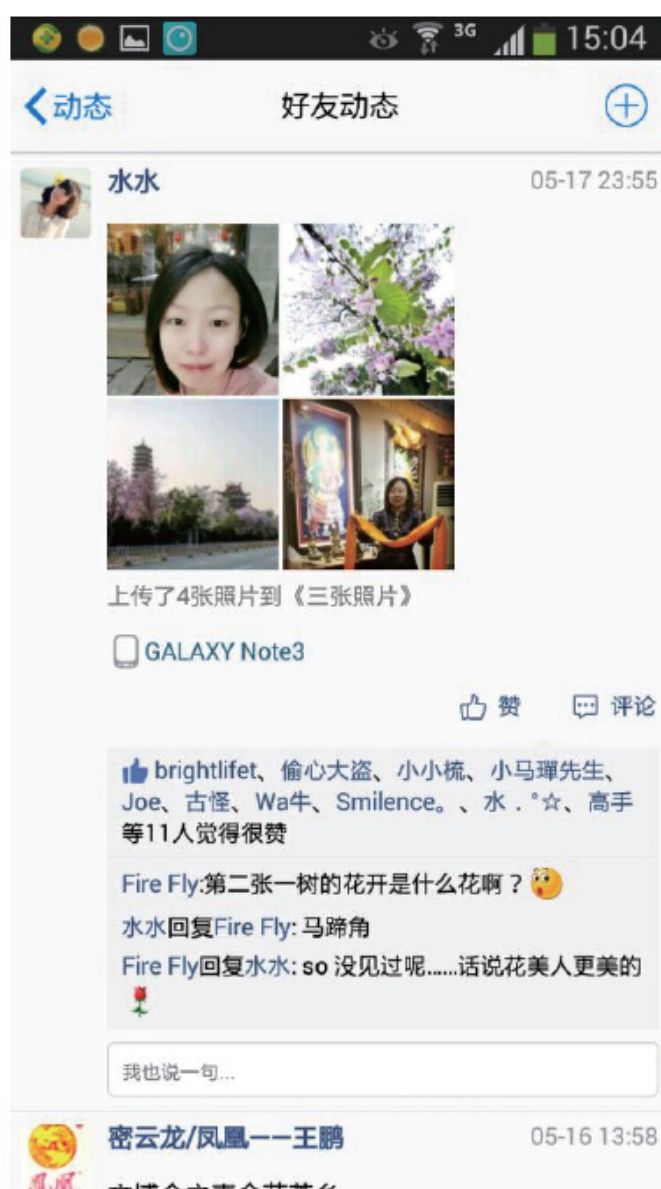 3G 15:04
动态 好友动态
水水 05-17 23:55
上传了4张照片到《三张照片》
GALAXY Note3
赞 评论
brightlifet、偷心大盗、小小梳、小马琿先生、
Joe、古怪、Wa牛、Smilence。、水．°☆、高手
等11人觉得很赞
Fire Fly:第二张一树的花开是什么花啊？
水水回复Fire Fly: 马蹄角
Fire Fly回复水水: so 没见过呢......话说花美人更美的
我也说一句...
密云龙/凤凰——王鹏 05-16 13:58